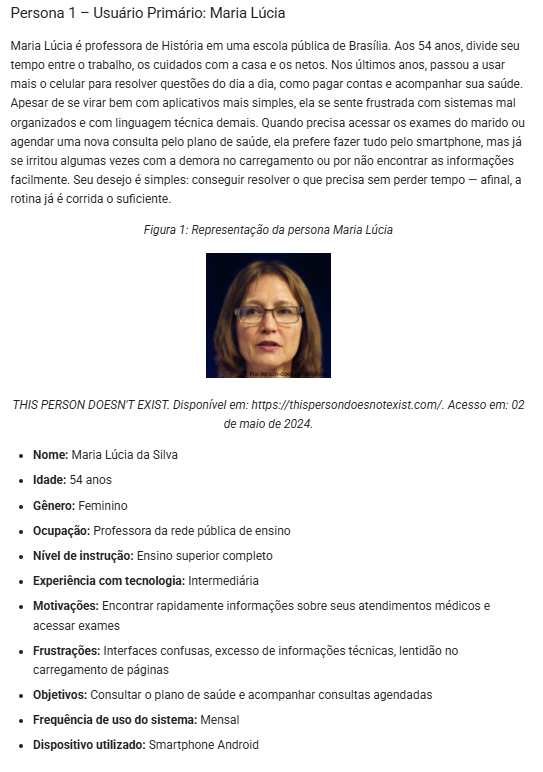 Persona 1 – Usuário Primário: Maria Lúcia
Maria Lúcia é professora de História em uma escola pública de Brasília. Aos 54 anos, divide seu
tempo entre o trabalho, os cuidados com a casa e os netos. Nos últimos anos, passou a usar
mais o celular para resolver questões do dia a dia, como pagar contas e acompanhar sua saúde.
Apesar de se virar bem com aplicativos mais simples, ela se sente frustrada com sistemas mal
organizados e com linguagem técnica demais. Quando precisa acessar os exames do marido ou
agendar uma nova consulta pelo plano de saúde, ela prefere fazer tudo pelo smartphone, mas já
se irritou algumas vezes com a demora no carregamento ou por não encontrar as informações
facilmente. Seu desejo é simples: conseguir resolver o que precisa sem perder tempo — afinal, a
rotina já é corrida o suficiente.
Figura 1: Representação da persona Maria Lúcia
THIS PERSON DOESN'T EXIST. Disponível em: https://thispersondoesnotexist.com/. Acesso em: 02
de maio de 2024.
• Nome: Maria Lúcia da Silva
• Idade: 54 anos
• Gênero: Feminino
• Ocupação: Professora da rede pública de ensino
• Nível de instrução: Ensino superior completo
• Experiência com tecnologia: Intermediária
• Motivações: Encontrar rapidamente informações sobre seus atendimentos médicos e
acessar exames
• Frustrações: Interfaces confusas, excesso de informações técnicas, lentidão no
carregamento de páginas
• Objetivos: Consultar o plano de saúde e acompanhar consultas agendadas
• Frequência de uso do sistema: Mensal
• Dispositivo utilizado: Smartphone Android